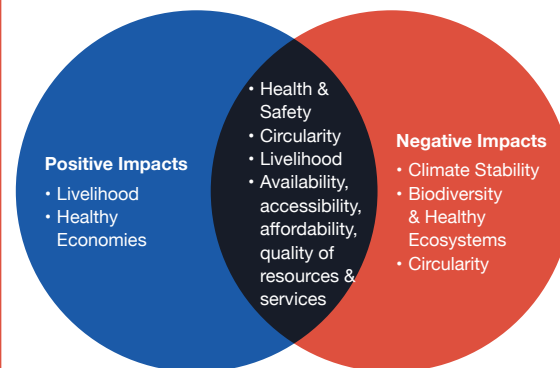 Positive Impacts
• Livelihood
• Healthy
Economies
• Health &
Safety
• Circularity
• Livelihood
• Availability,
accessibility,
affordability,
quality of
resources &
services
Negative Impacts
• Climate Stability
• Biodiversity
& Healthy
Ecosystems
• Circularity